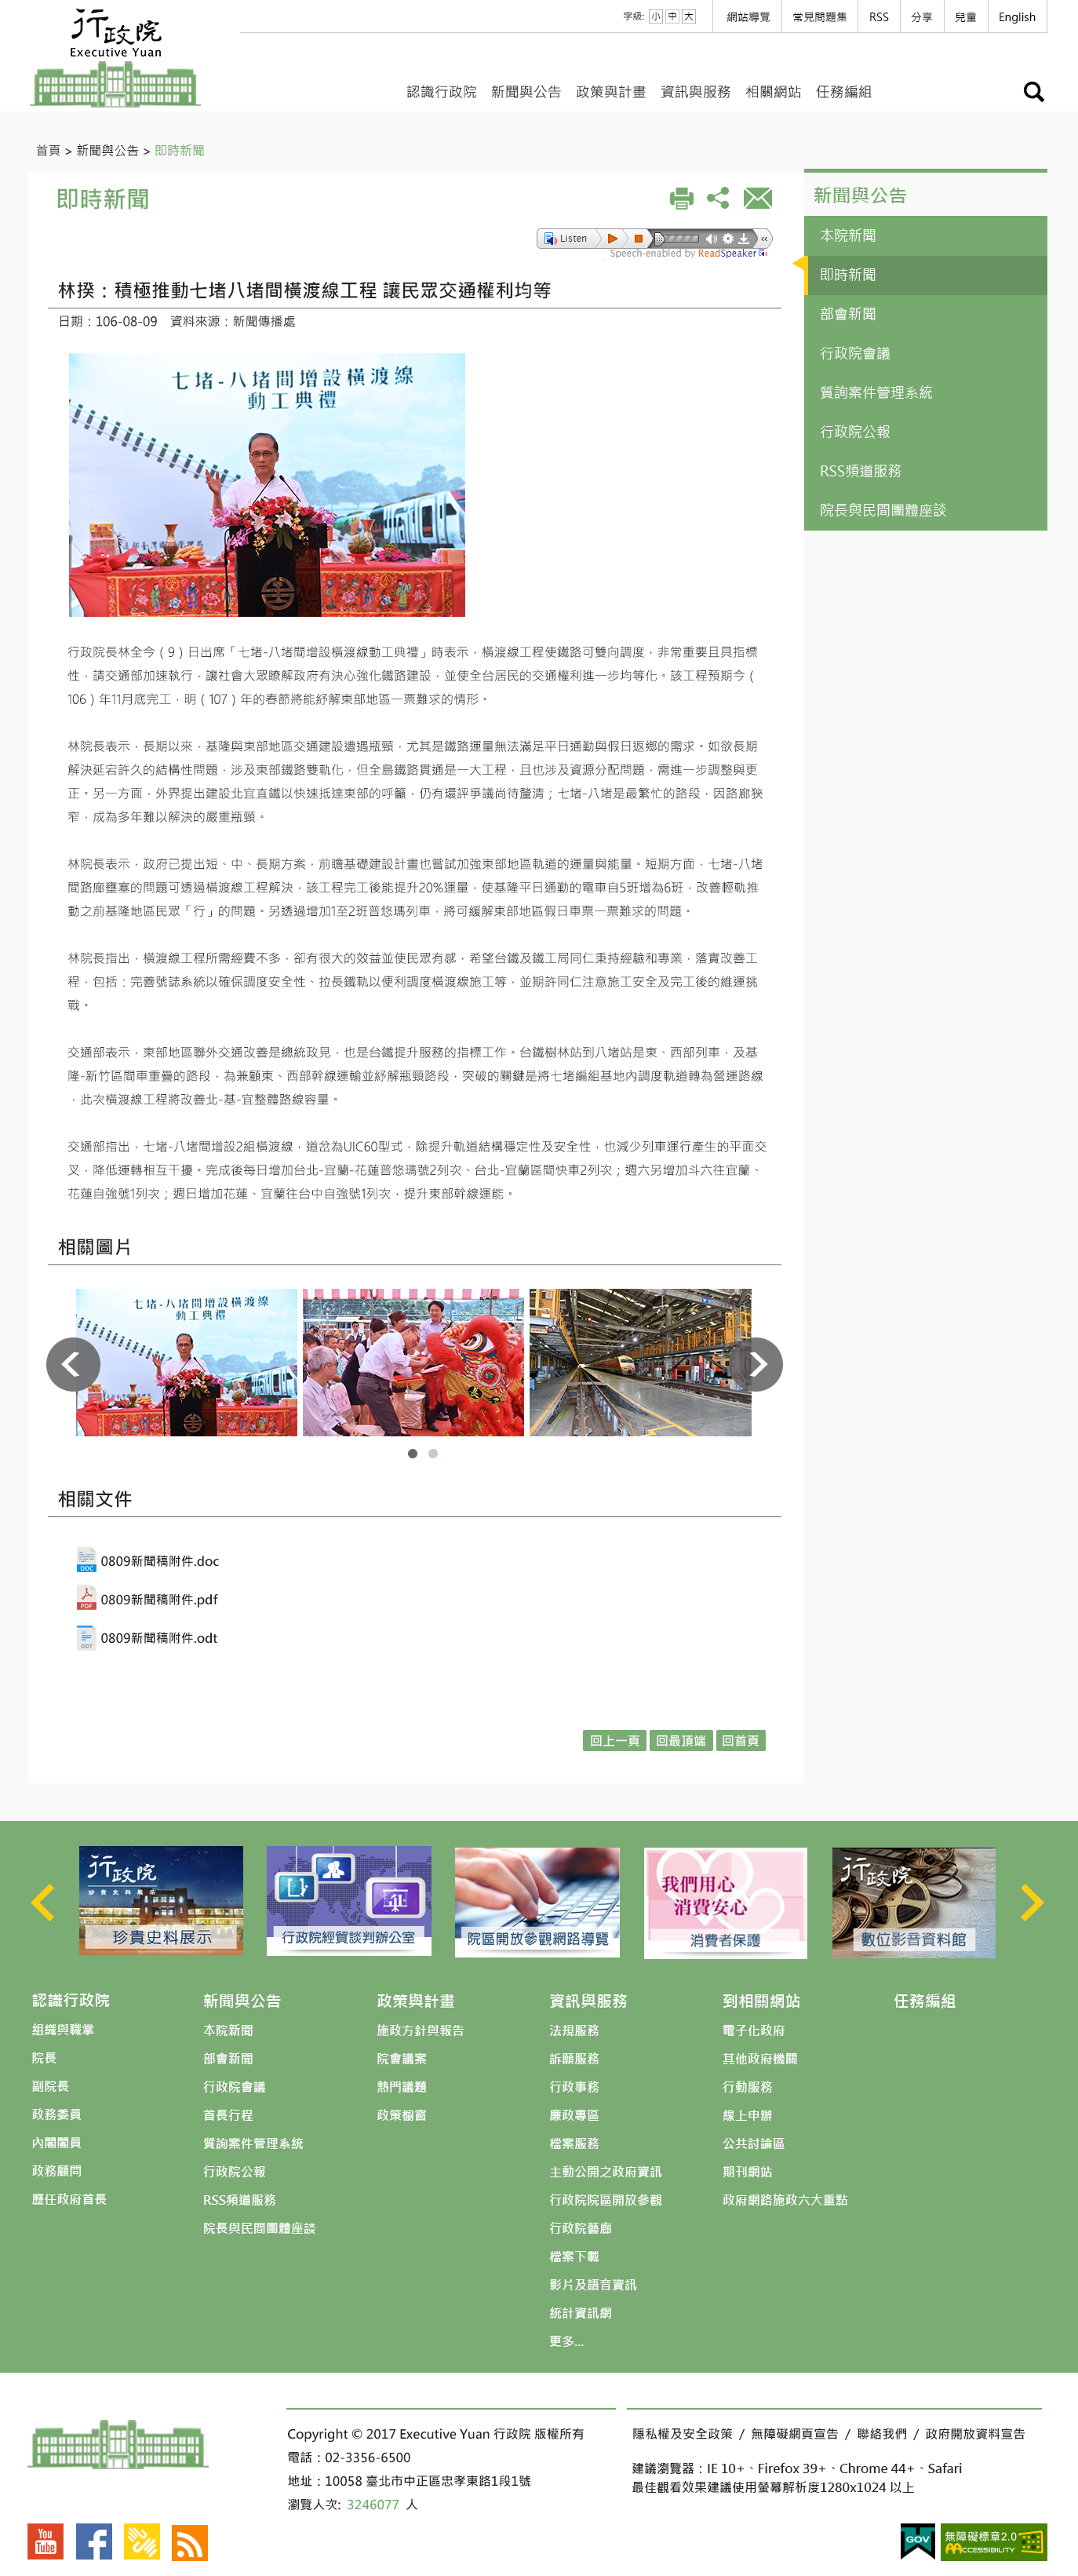 行政院
Executive Yuan
字級: 小 中 大
網站導覽 常見問題集 RSS 分享 兒童 English
認識行政院 新聞與公告 政策與計畫 資訊與服務 相關網站 任務編組
首頁 > 新聞與公告 > 即時新聞
即時新聞
Listen
Speech-enabled by ReadSpeaker
林揆：積極推動七堵八堵間橫渡線工程 讓民眾交通權利均等
日期：106-08-09 資料來源：新聞傳播處
七堵-八堵間增設橫渡線
動工典禮
行政院長林全今（9）日出席「七堵-八堵間增設橫渡線動工典禮」時表示，橫渡線工程使鐵路可雙向調度，非常重要且具指標
性，請交通部加速執行，讓社會大眾瞭解政府有決心強化鐵路建設，並使全台居民的交通權利進一步均等化。該工程預期今（
106）年11月底完工，明（107）年的春節將能紓解東部地區一票難求的情形。
林院長表示，長期以來，基隆與東部地區交通建設遭遇瓶頸，尤其是鐵路運量無法滿足平日通勤與假日返鄉的需求。如欲長期
解決延宕許久的結構性問題，涉及東部鐵路雙軌化，但全島鐵路貫通是一大工程，且也涉及資源分配問題，需進一步調整與更
正。另一方面，外界提出建設北宜直鐵以快速抵達東部的呼籲，仍有環評爭議尚待釐清；七堵-八堵是最繁忙的路段，因路廊狹
窄，成為多年難以解決的嚴重瓶頸。
林院長表示，政府已提出短、中、長期方案，前瞻基礎建設計畫也嘗試加強東部地區軌道的運量與能量。短期方面，七堵-八堵
間路廊壅塞的問題可透過橫渡線工程解決，該工程完工後能提升20%運量，使基隆平日通勤的電車自5班增為6班，改善輕軌推
動之前基隆地區民眾「行」的問題。另透過增加1至2班普悠瑪列車，將可緩解東部地區假日車票一票難求的問題。
林院長指出，橫渡線工程所需經費不多，卻有很大的效益並使民眾有感，希望台鐵及鐵工局同仁秉持經驗和專業，落實改善工
程，包括：完善號誌系統以確保調度安全性、拉長鐵軌以便利調度橫渡線施工等，並期許同仁注意施工安全及完工後的維運挑
戰。
交通部表示，東部地區聯外交通改善是總統政見，也是台鐵提升服務的指標工作。台鐵樹林站到八堵站是東、西部列車，及基
隆-新竹區間車重疊的路段，為兼顧東、西部幹線運輸並紓解瓶頸路段，突破的關鍵是將七堵編組基地內調度軌道轉為營運路線
，此次橫渡線工程將改善北-基-宜整體路線容量。
交通部指出，七堵-八堵間增設2組橫渡線，道岔為UIC60型式，除提升軌道結構穩定性及安全性，也減少列車運行產生的平面交
叉，降低運轉相互干擾。完成後每日增加台北-宜蘭-花蓮普悠瑪號2列次、台北-宜蘭區間快車2列次；週六另增加斗六往宜蘭、
花蓮自強號1列次；週日增加花蓮、宜蘭往台中自強號1列次，提升東部幹線運能。
相關圖片
七堵-八堵間增設橫渡線
動工典禮
相關文件
DOC 0809新聞稿附件.doc
PDF 0809新聞稿附件.pdf
ODT 0809新聞稿附件.odt
回上一頁 回最頂端 回首頁
新聞與公告
本院新聞
即時新聞
部會新聞
行政院會議
質詢案件管理系統
行政院公報
RSS頻道服務
院長與民間團體座談
行政院
珍貴史料展示
珍貴史料展示
行政院經貿談判辦公室
院區開放參觀網路導覽
我們用心
消費安心
消費者保護
行政院
數位影音資料館
認識行政院
組織與職掌
院長
副院長
政務委員
內閣閣員
政務顧問
歷任政府首長
新聞與公告
本院新聞
部會新聞
行政院會議
首長行程
質詢案件管理系統
行政院公報
RSS頻道服務
院長與民間團體座談
政策與計畫
施政方針與報告
院會議案
熱門議題
政策櫥窗
資訊與服務
法規服務
訴願服務
行政事務
廉政專區
檔案服務
主動公開之政府資訊
行政院院區開放參觀
行政院藝廊
檔案下載
影片及語音資訊
統計資訊網
更多...
到相關網站
電子化政府
其他政府機關
行動服務
線上申辦
公共討論區
期刊網站
政府網路施政六大重點
任務編組
Copyright © 2017 Executive Yuan 行政院 版權所有
電話：02-3356-6500
地址：10058 臺北市中正區忠孝東路1段1號
瀏覽人次: 3246077 人
隱私權及安全政策 / 無障礙網頁宣告 / 聯絡我們 / 政府開放資料宣告
建議瀏覽器：IE 10+、Firefox 39+、Chrome 44+、Safari
最佳觀看效果建議使用螢幕解析度1280x1024 以上
You Tube
GOV
無障礙標章2.0
ACCESSIBILITY